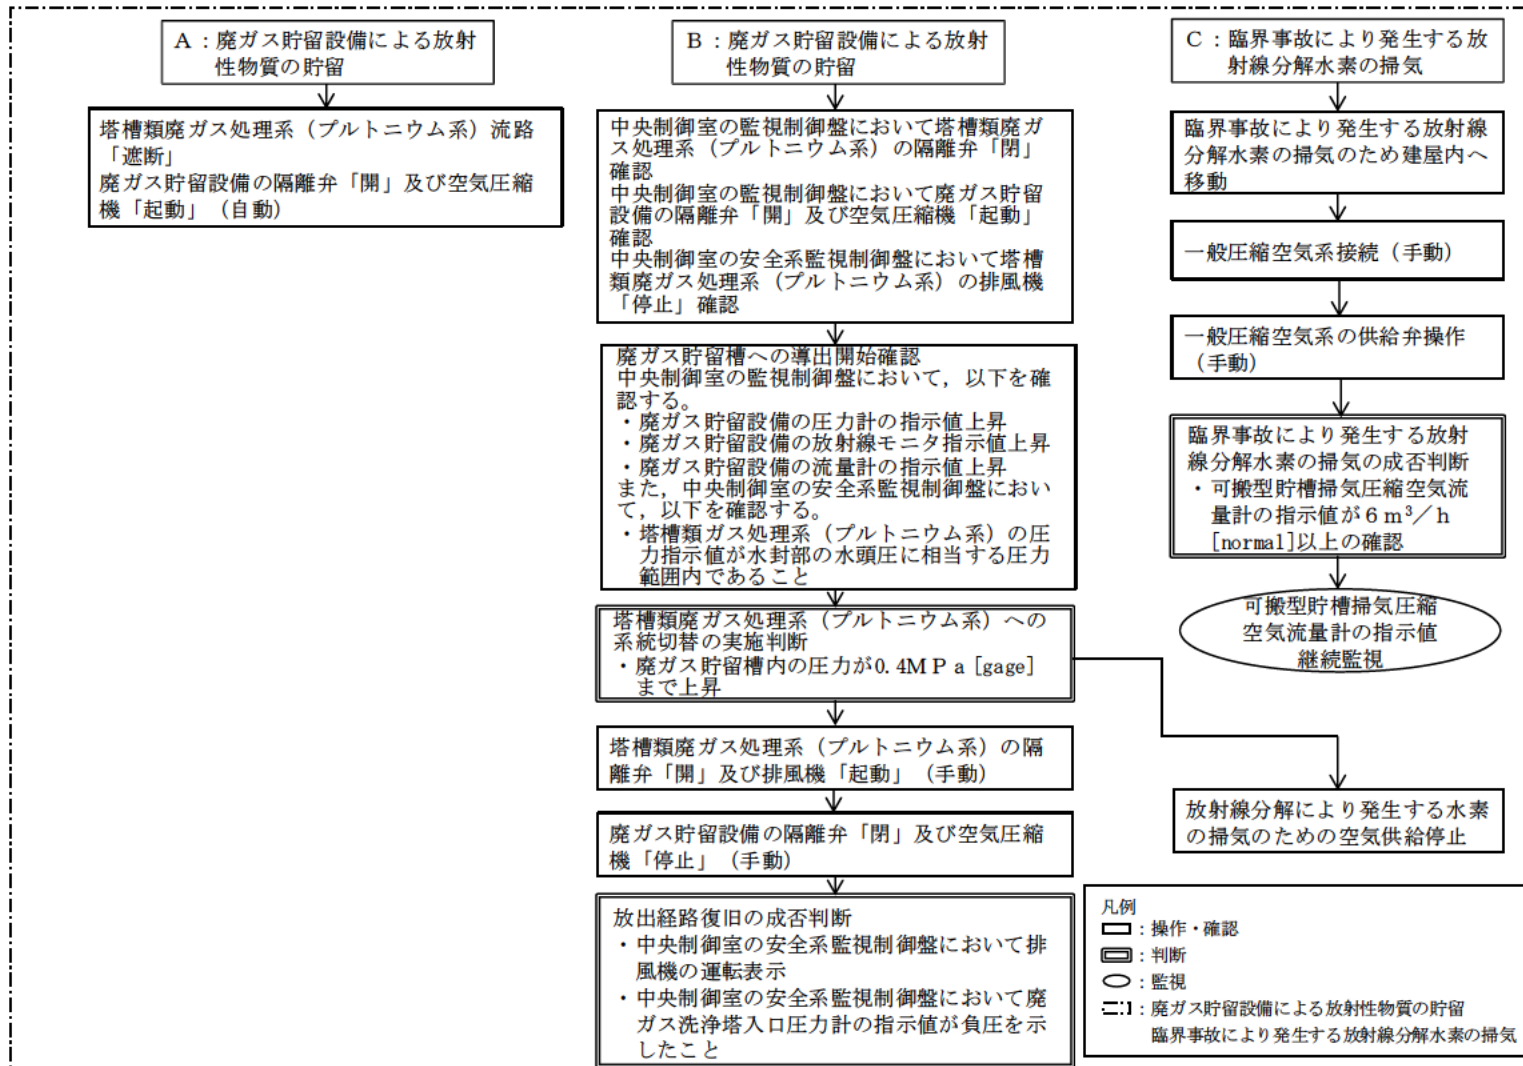 A：廃ガス貯留設備による放射
性物質の貯留
塔槽類廃ガス処理系（プルトニウム系）流路
「遮断」
廃ガス貯留設備の隔離弁「開」及び空気圧縮
機「起動」（自動）
B：廃ガス貯留設備による放射
性物質の貯留
中央制御室の監視制御盤において塔槽類廃ガ
ス処理系（プルトニウム系）の隔離弁「閉」
確認
中央制御室の監視制御盤において廃ガス貯留
設備の隔離弁「開」及び空気圧縮機「起動」
確認
中央制御室の安全系監視制御盤において塔槽
類廃ガス処理系（プルトニウム系）の排風機
「停止」確認
廃ガス貯留槽への導出開始確認
中央制御室の監視制御盤において，以下を確
認する。
・廃ガス貯留設備の圧力計の指示値上昇
・廃ガス貯留設備の放射線モニタ指示値上昇
・廃ガス貯留設備の流量計の指示値上昇
また，中央制御室の安全系監視制御盤におい
て，以下を確認する。
・塔槽類ガス処理系（プルトニウム系）の圧
力指示値が水封部の水頭圧に相当する圧力
範囲内であること
塔槽類廃ガス処理系（プルトニウム系）への
系統切替の実施判断
・廃ガス貯留槽内の圧力が0.4MPa[gage]
まで上昇
塔槽類廃ガス処理系（プルトニウム系）の隔
離弁「開」及び排風機「起動」（手動）
廃ガス貯留設備の隔離弁「閉」及び空気圧縮
機「停止」（手動）
放出経路復旧の成否判断
・中央制御室の安全系監視制御盤において排
風機の運転表示
・中央制御室の安全系監視制御盤において廃
ガス洗浄塔入口圧力計の指示値が負圧を示
したこと
C：臨界事故により発生する放
射線分解水素の掃気
臨界事故により発生する放射線
分解水素の掃気のため建屋内へ
移動
一般圧縮空気系接続（手動）
一般圧縮空気系の供給弁操作
（手動）
臨界事故により発生する放射
線分解水素の掃気の成否判断
・可搬型貯槽掃気圧縮空気流
量計の指示値が６m³／h
[normal]以上の確認
可搬型貯槽掃気圧縮
空気流量計の指示値
継続監視
放射線分解により発生する水素
の掃気のための空気供給停止
凡例
：操作・確認
：判断
：監視
：廃ガス貯留設備による放射性物質の貯留
臨界事故により発生する放射線分解水素の掃気